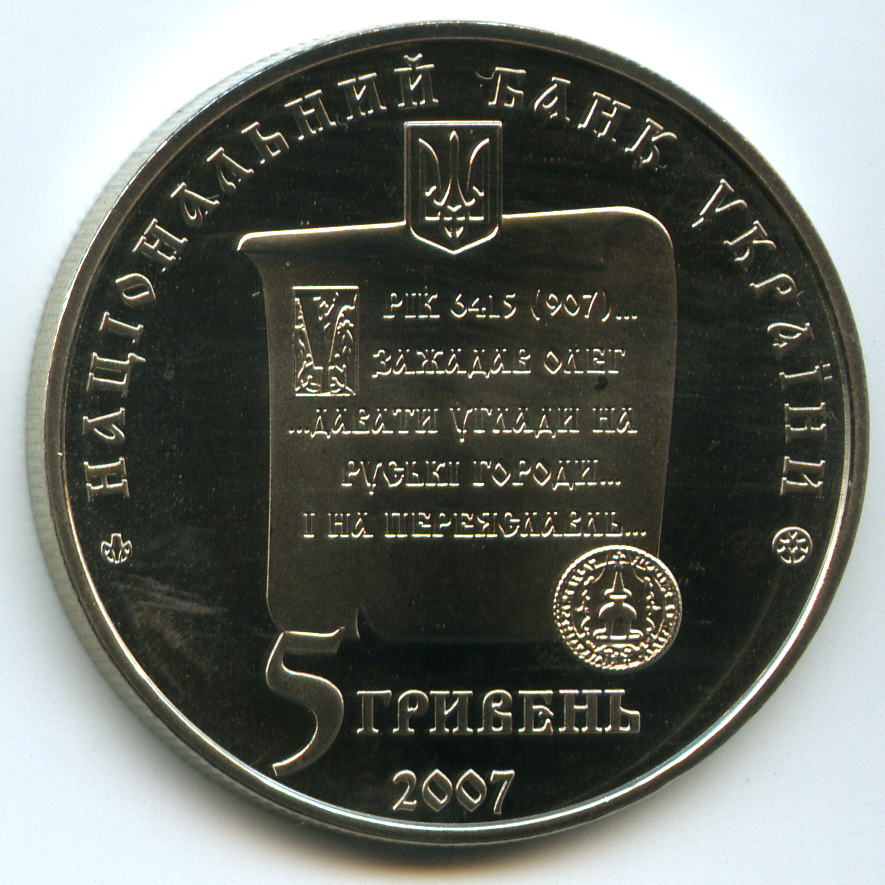 НАЦІОНАЛЬНИЙ БАНК УКРАЇНИ
У РІК 6415 (907)...
ЗАЖАДАВ ОЛЕГ
...ДАВАТИ УГЛАДИ НА
РУСЬКІ ГОРОДИ...
І НА ПЕРЕЯСЛАВЛЬ...
5 ГРИВЕНЬ
2007